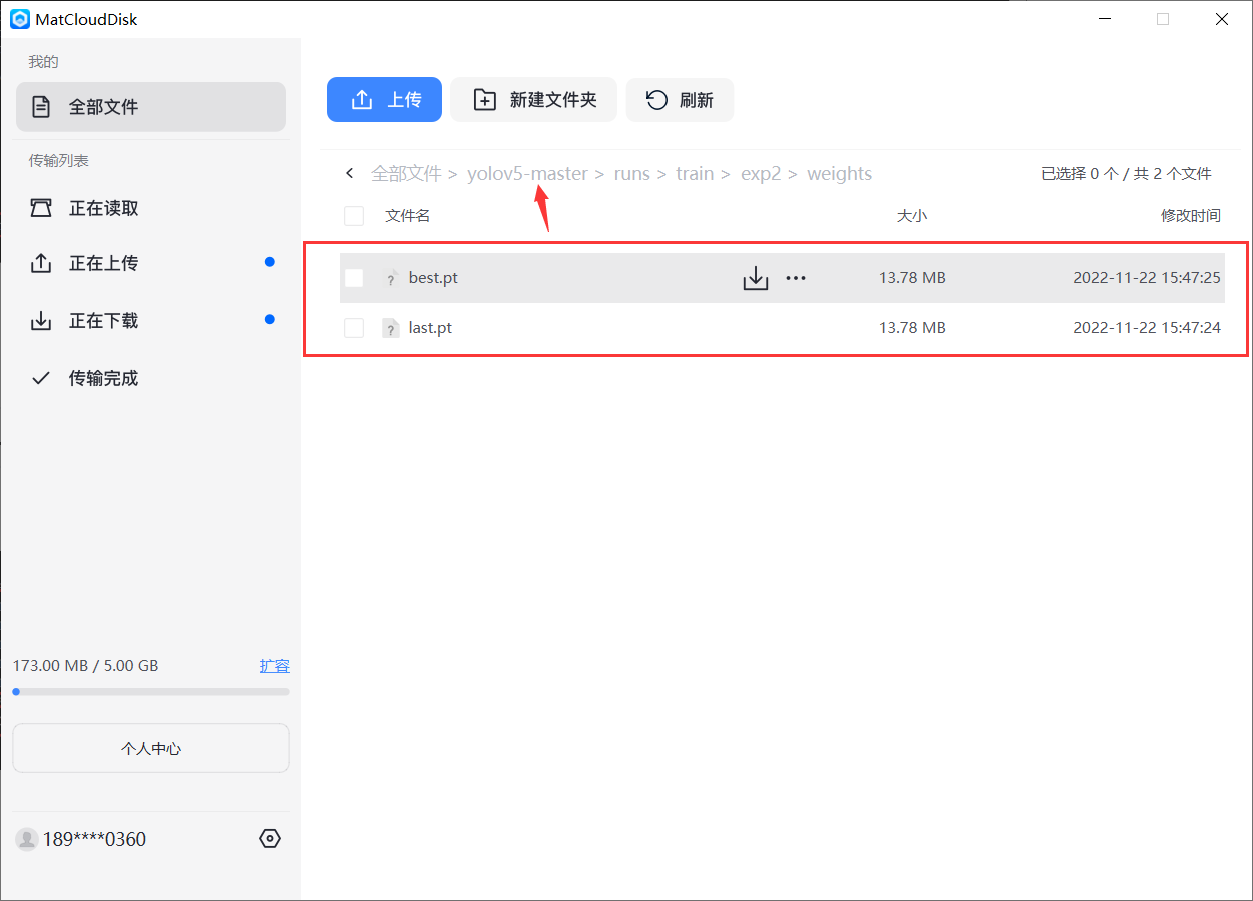 MatCloudDisk
我的
全部文件
传输列表
正在读取
正在上传
正在下载
传输完成
173.00 MB / 5.00 GB 扩容
个人中心
189****0360
上传 新建文件夹 刷新
全部文件 > yolov5-master > runs > train > exp2 > weights 已选择 0 个 / 共 2 个文件
文件名 大小 修改时间
? best.pt 13.78 MB 2022-11-22 15:47:25
? last.pt 13.78 MB 2022-11-22 15:47:24